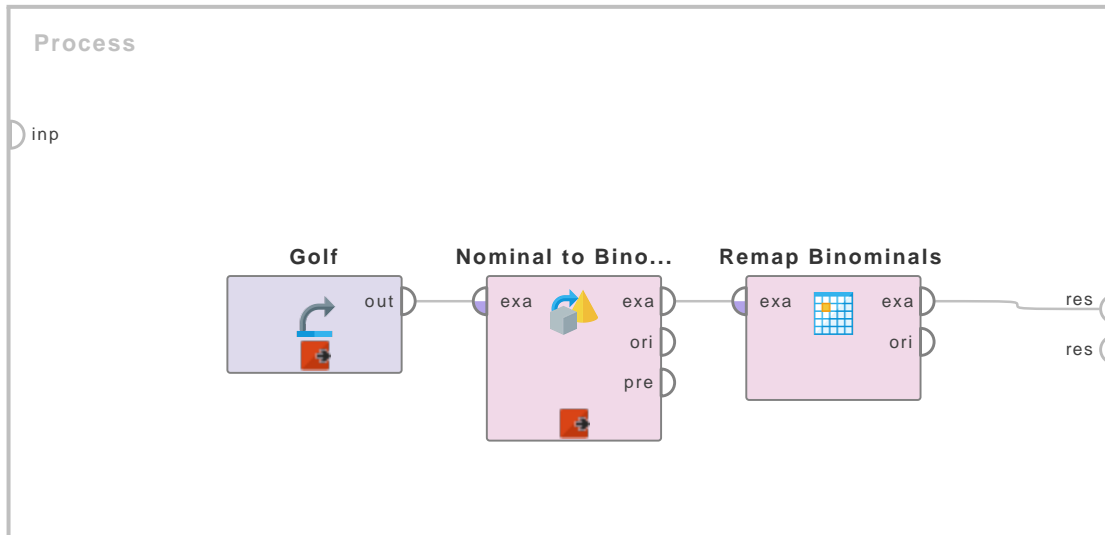 Process
inp
Golf
out
Nominal to Bino...
exa
exa
ori
pre
Remap Binominals
exa
exa
ori
res
res